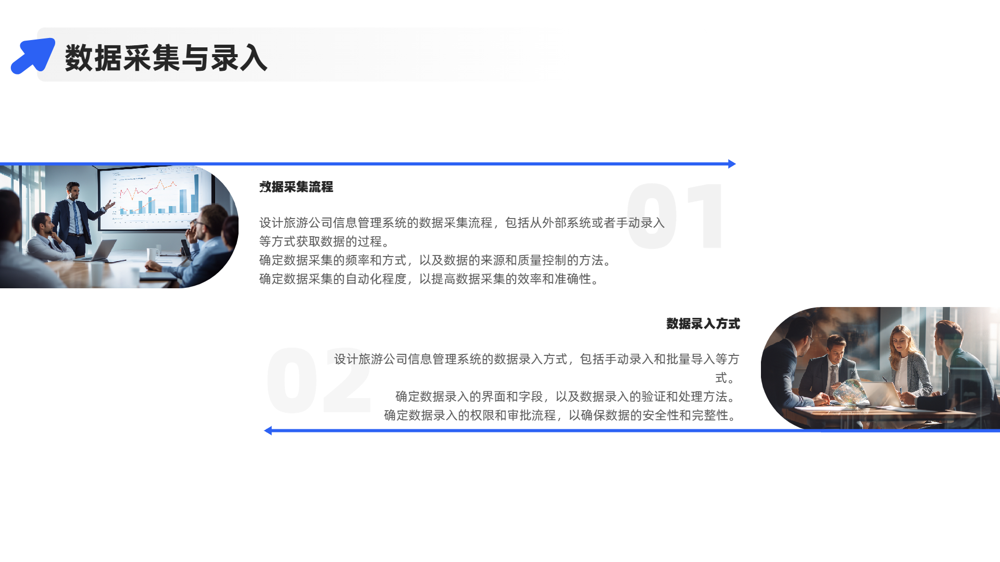 数据采集与录入
数据采集流程
01
设计旅游公司信息管理系统的数据采集流程，包括从外部系统或者手动录入
等方式获取数据的过程。
确定数据采集的频率和方式，以及数据的来源和质量控制的方法。
确定数据采集的自动化程度，以提高数据采集的效率和准确性。
数据录入方式
02
设计旅游公司信息管理系统的数据录入方式，包括手动录入和批量导入等方
式。
确定数据录入的界面和字段，以及数据录入的验证和处理方法。
确定数据录入的权限和审批流程，以确保数据的安全性和完整性。